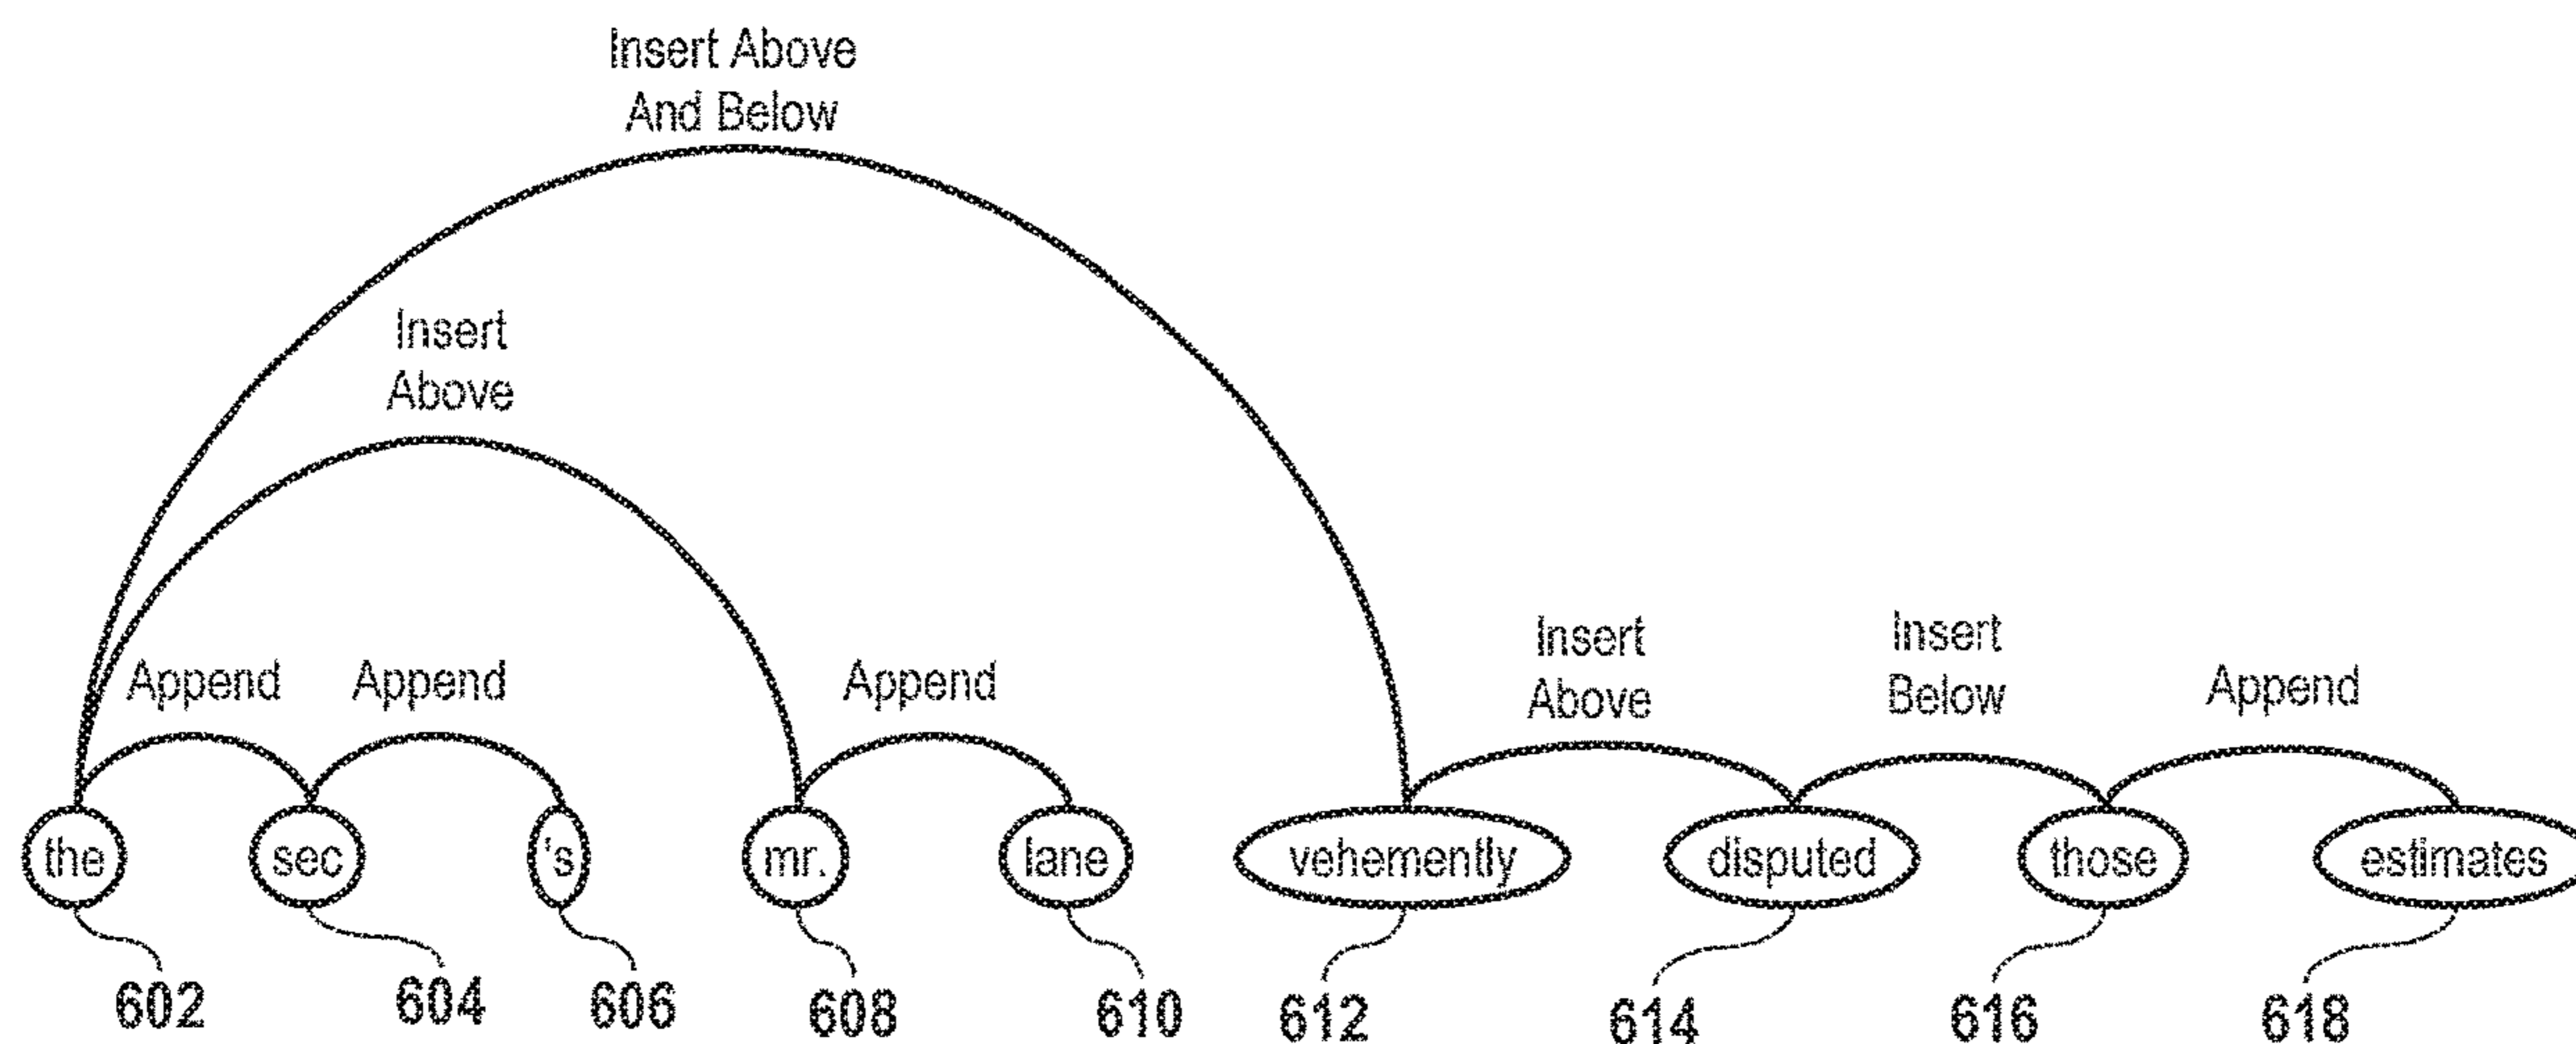 Insert Above
And Below
Insert
Above
Append Append Append
Insert
Above
Insert
Below
Append
the sec 's mr. lane vehemently disputed those estimates
602 604 606 608 610 612 614 616 618